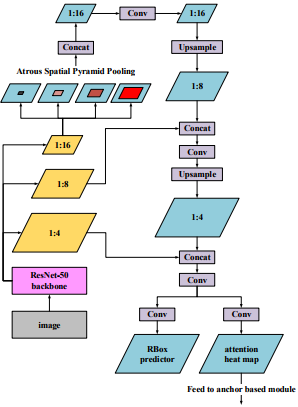 1:16
Conv
1:16
Concat
Upsample
Atrous Spatial Pyramid Pooling
1:8
1:16
Concat
1:8
Conv
Upsample
1:4
1:4
Concat
Conv
ResNet-50
backbone
image
Conv
Conv
RBox
predictor
attention
heat map
Feed to anchor based module